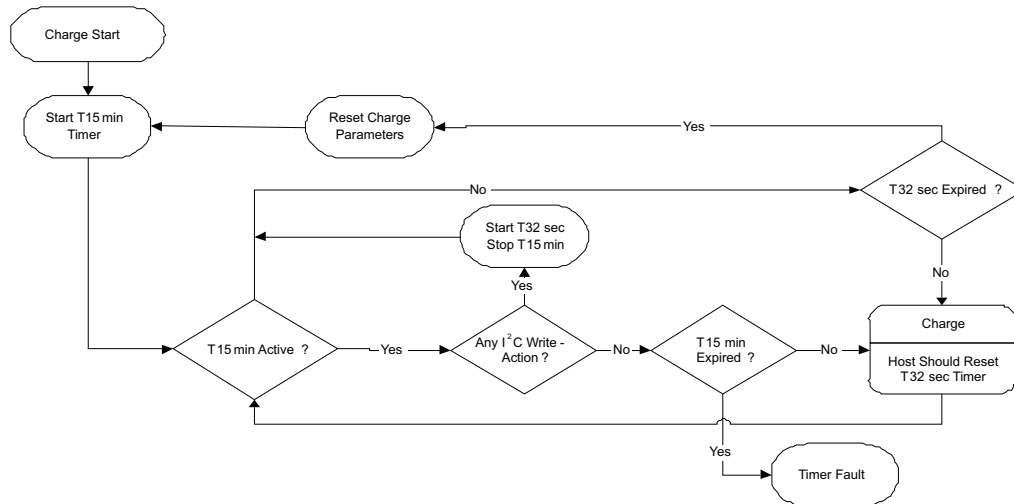 Charge Start
Start T15 min
Timer
Reset Charge
Parameters
Yes
T32 sec Expired ?
No
Start T32 sec
Stop T15 min
No
Yes
Charge
T15 min Active ?
Yes
Any I²C Write -
Action ?
No
T15 min
Expired ?
No
Host Should Reset
T32 sec Timer
Yes
Timer Fault